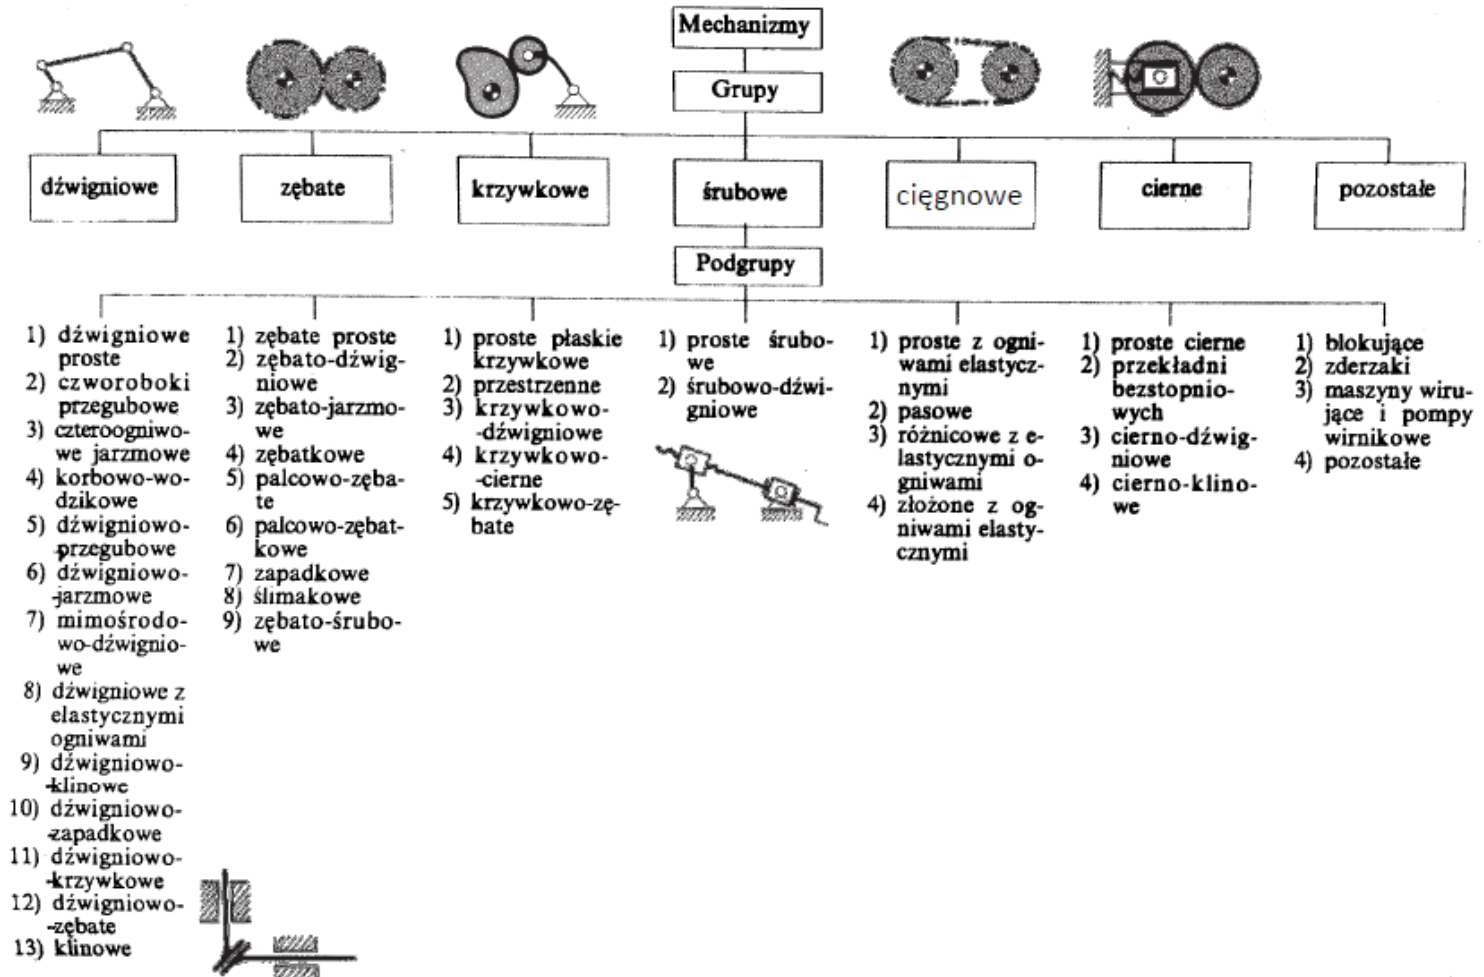 Mechanizmy
Grupy
dźwigniowe
zębate
krzywkowe
śrubowe
cięgnowe
cierne
pozostałe
Podgrupy
1) dźwigniowe
proste
2) czworoboki
przegubowe
3) czteroogniwo-
we jarzmowe
4) korbowo-wo-
dzikowe
5) dźwigniowo-
-przegubowe
6) dźwigniowo-
-jarzmowe
7) mimośrodo-
wo-dźwignio-
we
8) dźwigniowe z
elastycznymi
ogniwami
9) dźwigniowo-
-klinowe
10) dźwigniowo-
-zapadkowe
11) dźwigniowo-
-krzywkowe
12) dźwigniowo-
-zębate
13) klinowe
1) zębate proste
2) zębato-dźwig-
niowe
3) zębato-jarzmo-
we
4) zębatkowe
5) palcowo-zęba-
te
6) palcowo-zębat-
kowe
7) zapadkowe
8) ślimakowe
9) zębato-śrubo-
we
1) proste płaskie
krzywkowe
2) przestrzenne
3) krzywkowo-
-dźwigniowe
4) krzywkowo-
-cierne
5) krzywkowo-zę-
bate
1) proste śrubo-
we
2) śrubowo-dźwi-
gniowe
1) proste z ogni-
wami elastycz-
nymi
2) pasowe
3) różnicowe z e-
lastycznymi o-
gniwami
4) złożone z og-
niwami elasty-
cznymi
1) proste cierne
2) przekładni
bezstopnio-
wych
3) cierno-dźwig-
niowe
4) cierno-klino-
we
1) blokujące
2) zderzaki
3) maszyny wiru-
jące i pompy
wirnikowe
4) pozostałe